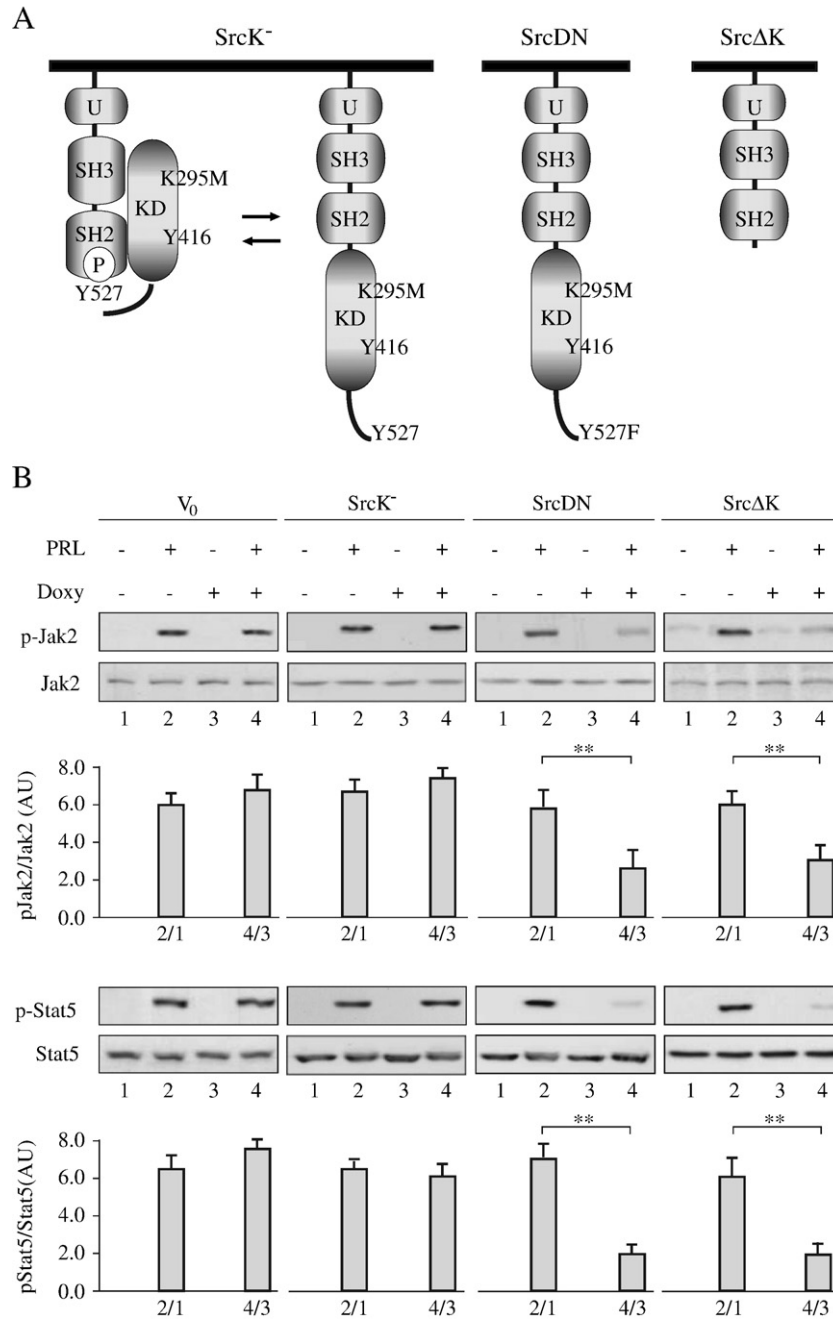 A
SrcK⁻ SrcDN SrcΔK
U U U U
SH3 SH3 SH3 SH3
K295M
KD
SH2 SH2 SH2 SH2
Y416
P
Y527
K295M K295M
KD KD
Y416 Y416
Y527 Y527F
B
V₀ SrcK⁻ SrcDN SrcΔK
PRL - + - + - + - + - + - + - + - +
Doxy - - + + - - + + - - + + - - + +
p-Jak2
Jak2
1 2 3 4 1 2 3 4 1 2 3 4 1 2 3 4
pJak2/Jak2 (AU)
8.0
6.0
4.0
2.0
0.0
** **
2/1 4/3 2/1 4/3 2/1 4/3 2/1 4/3
p-Stat5
Stat5
1 2 3 4 1 2 3 4 1 2 3 4 1 2 3 4
pStat5/Stat5(AU)
8.0
6.0
4.0
2.0
0.0
** **
2/1 4/3 2/1 4/3 2/1 4/3 2/1 4/3